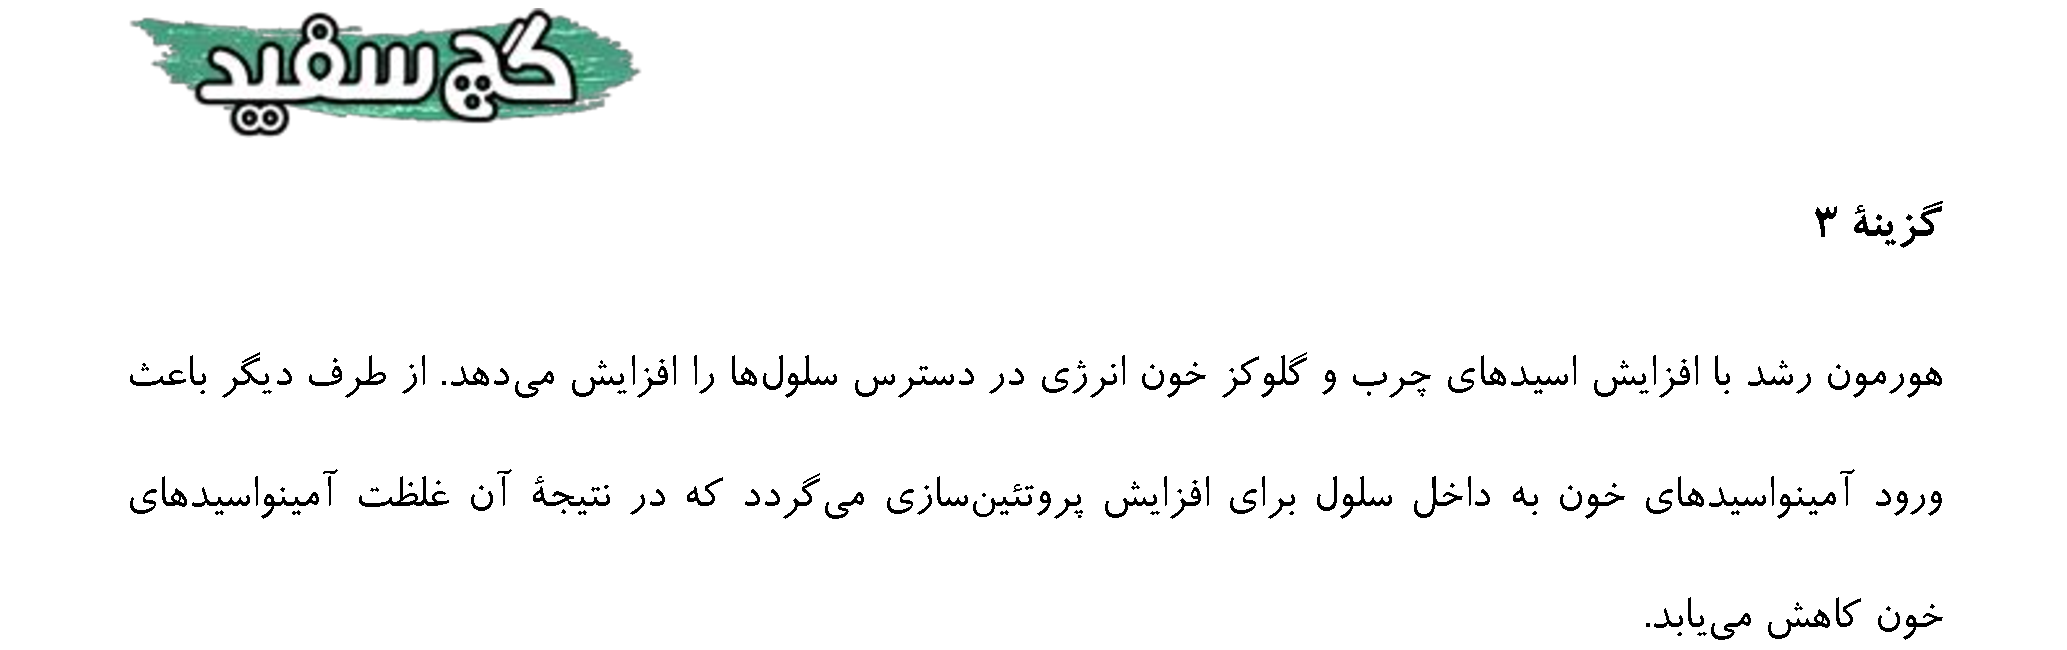 گچ سفید
گزینهٔ ۳
هورمون رشد با افزایش اسیدهای چرب و گلوکز خون انرژی در دسترس سلول‌ها را افزایش می‌دهد. از طرف دیگر باعث
ورود آمینواسیدهای خون به داخل سلول برای افزایش پروتئین‌سازی می‌گردد که در نتیجهٔ آن غلظت آمینواسیدهای
خون کاهش می‌یابد.